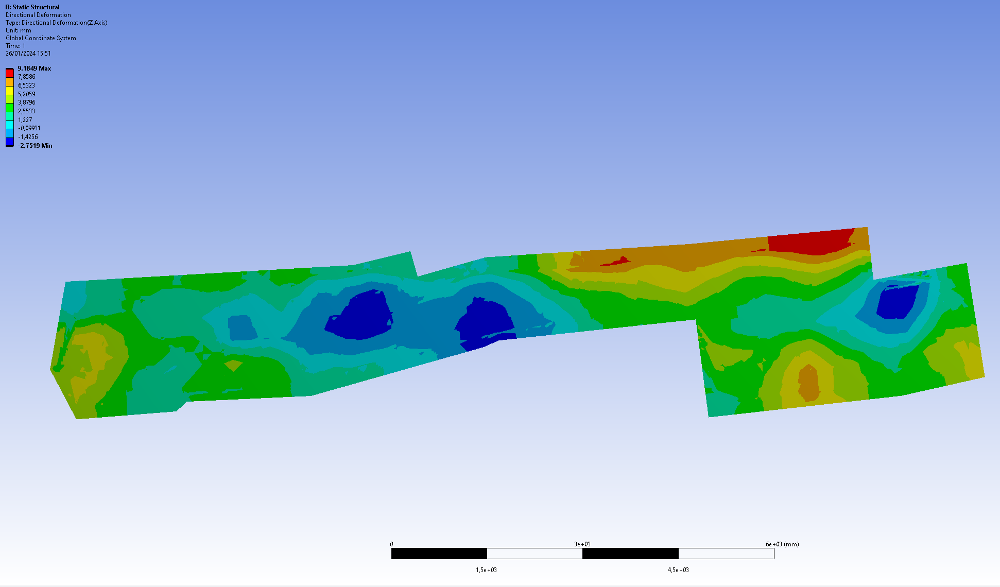 B: Static Structural
Directional Deformation
Type: Directional Deformation(Z Axis)
Unit: mm
Global Coordinate System
Time: 1
26/01/2024 15:51
9,1849 Max
7,8586
6,5323
5,2059
3,8796
2,5533
1,227
-0,09931
-1,4256
-2,7519 Min
0 3e+03 6e+03 (mm)
1,5e+03 4,5e+03